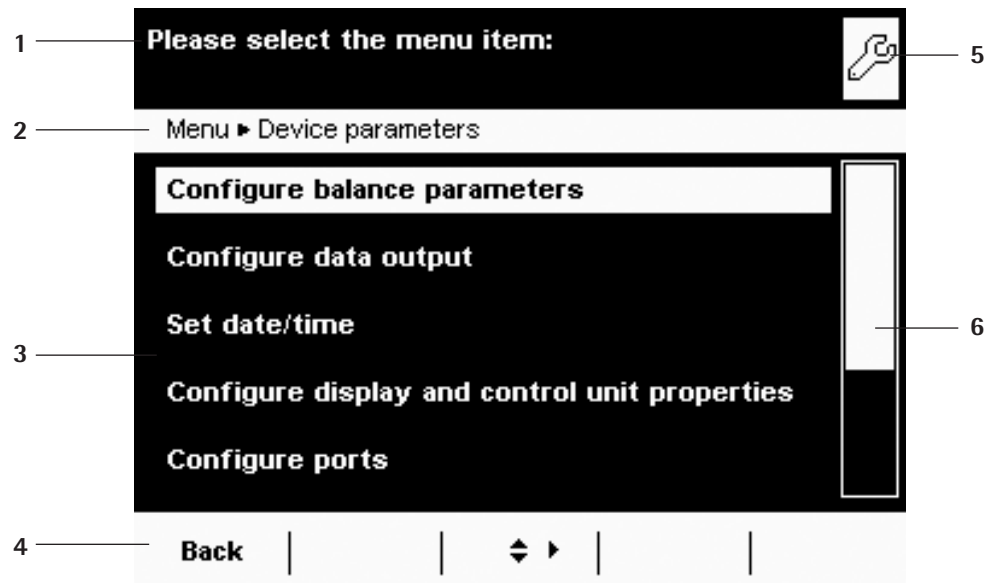 1
Please select the menu item:
5
2
Menu ▸ Device parameters
Configure balance parameters
Configure data output
Set date/time
6
3
Configure display and control unit properties
Configure ports
4
Back